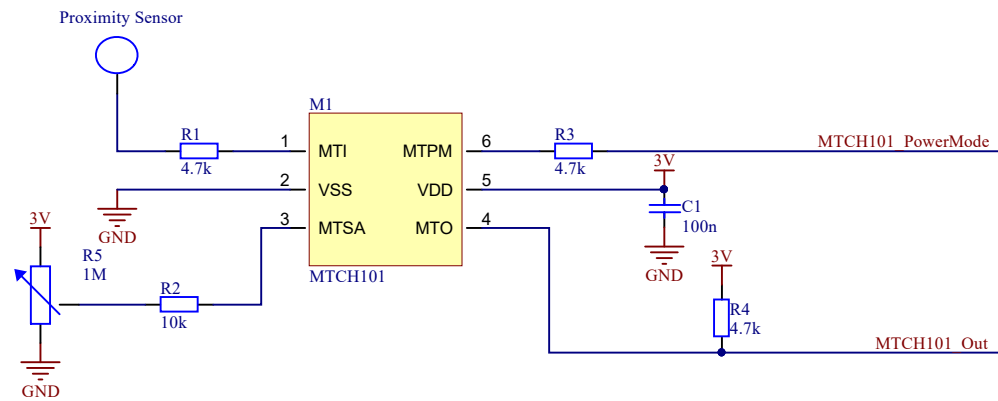 Proximity Sensor
M1
R1
1
MTI
MTPM
6
R3
MTCH101_PowerMode
4.7k
4.7k
3V
2
VSS
VDD
5
C1
100n
GND
3
MTSA
MTO
4
3V
GND
3V
R5
1M
MTCH101
R2
10k
R4
4.7k
MTCH101_Out
GND